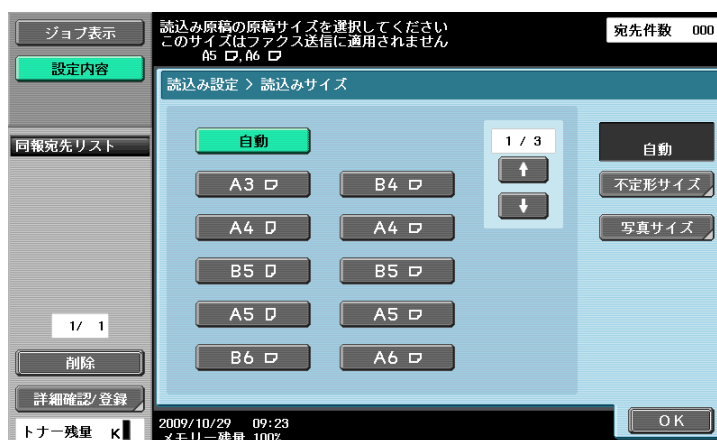 ジョブ表示
設定内容
読込み原稿の原稿サイズを選択してください
このサイズはファクス送信に適用されません
A5 A6
宛先件数 000
読込み設定 > 読込みサイズ
同報宛先リスト
自動
1 / 3
自動
A3 B4
不定形サイズ
A4 A4
写真サイズ
B5 B5
A5 A5
B6 A6
1/ 1
削除
詳細確認/登録
トナー残量 K
2009/10/29 09:23
メモリー残量 100%
OK